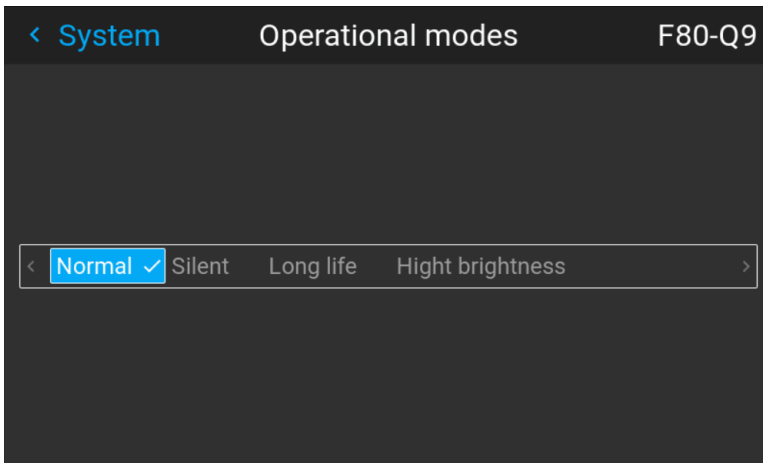 System Operational modes F80-Q9
Normal Silent Long life Hight brightness